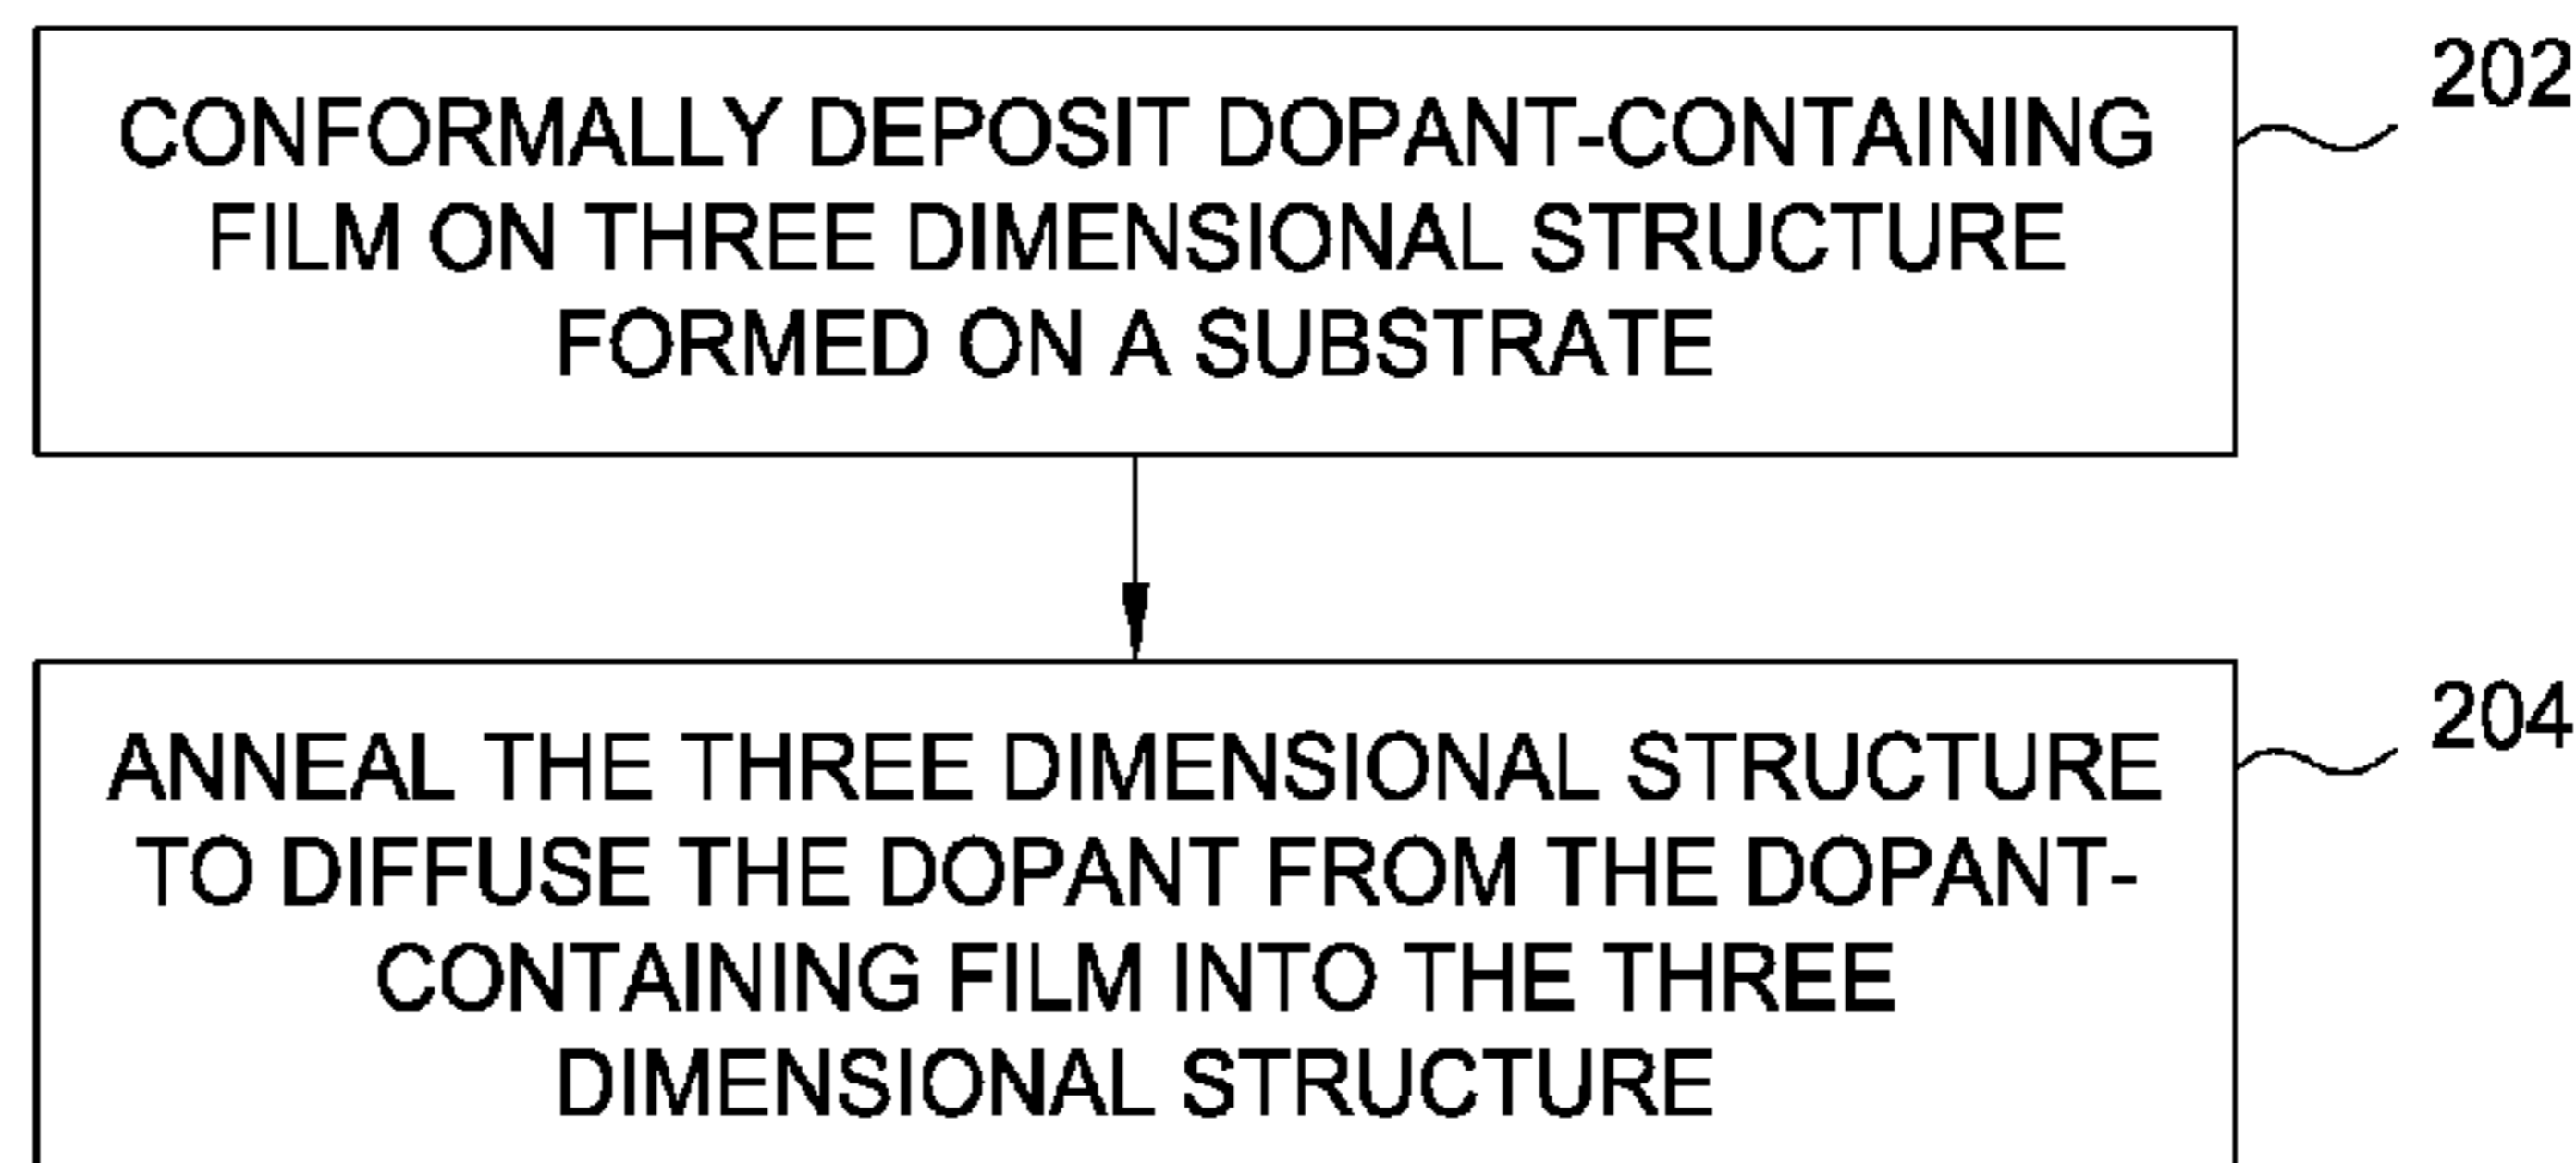 CONFORMALLY DEPOSIT DOPANT-CONTAINING
FILM ON THREE DIMENSIONAL STRUCTURE
FORMED ON A SUBSTRATE
202
ANNEAL THE THREE DIMENSIONAL STRUCTURE
TO DIFFUSE THE DOPANT FROM THE DOPANT-
CONTAINING FILM INTO THE THREE
DIMENSIONAL STRUCTURE
204